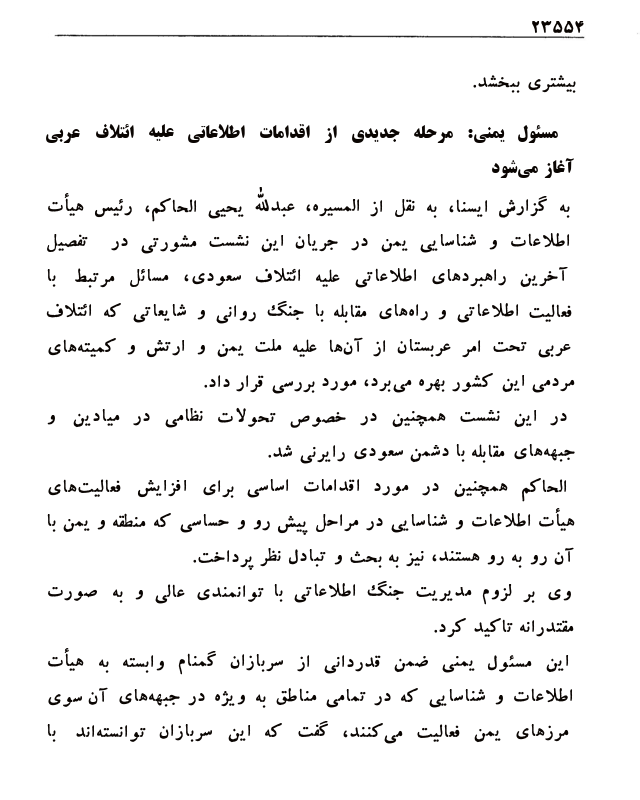 ۲۳۵۵۴
بیشتری ببخشد.
مسئول یمنی: مرحله جدیدی از اقدامات اطلاعاتی علیه ائتلاف عربی
آغاز می‌شود
به گزارش ایسنا، به نقل از المسیره، عبدالله یحیی الحاکم، رئیس هیأت
اطلاعات و شناسایی یمن در جریان این نشست مشورتی در تفصیل
آخرین راهبردهای اطلاعاتی علیه ائتلاف سعودی، مسائل مرتبط با
فعالیت اطلاعاتی و راه‌های مقابله با جنگ روانی و شایعاتی که ائتلاف
عربی تحت امر عربستان از آن‌ها علیه ملت یمن و ارتش و کمیته‌های
مردمی این کشور بهره می‌برد، مورد بررسی قرار داد.
در این نشست همچنین در خصوص تحولات نظامی در میادین و
جبهه‌های مقابله با دشمن سعودی رایرنی شد.
الحاکم همچنین در مورد اقدامات اساسی برای افزایش فعالیت‌های
هیأت اطلاعات و شناسایی در مراحل پیش رو و حساسی که منطقه و یمن با
آن رو به رو هستند، نیز به بحث و تبادل نظر پرداخت.
وی بر لزوم مدیریت جنگ اطلاعاتی با توانمندی عالی و به صورت
مقتدرانه تاکید کرد.
این مسئول یمنی ضمن قدردانی از سربازان گمنام وابسته به هیأت
اطلاعات و شناسایی که در تمامی مناطق به ویژه در جبهه‌های آن سوی
مرزهای یمن فعالیت می‌کنند، گفت که این سربازان توانسته‌اند با